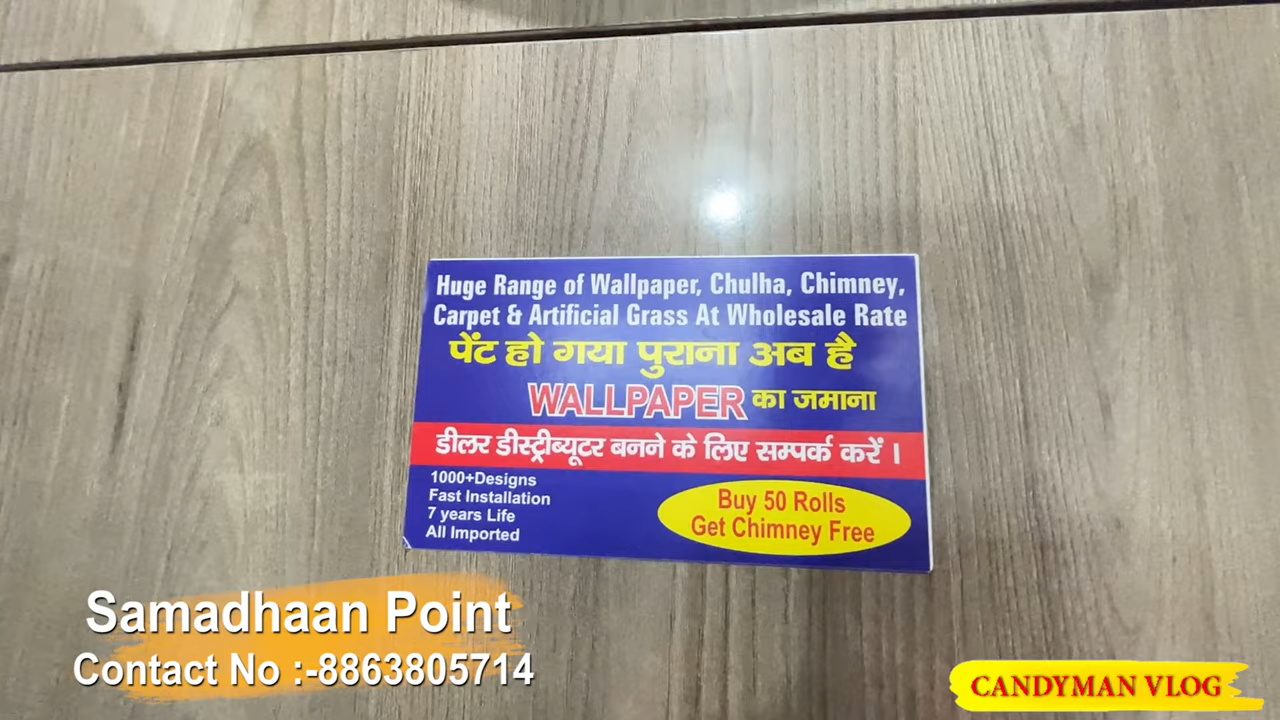 Huge Range of Wallpaper, Chulha, Chimney,
Carpet & Artificial Grass At Wholesale Rate
पेंट हो गया पुराना अब है
WALLPAPER का जमाना
डीलर डीस्ट्रीब्यूटर बनने के लिए सम्पर्क करें ।
1000+Designs
Fast Installation
7 years Life
All Imported
Buy 50 Rolls
Get Chimney Free
Samadhaan Point
Contact No :-8863805714
CANDYMAN VLOG